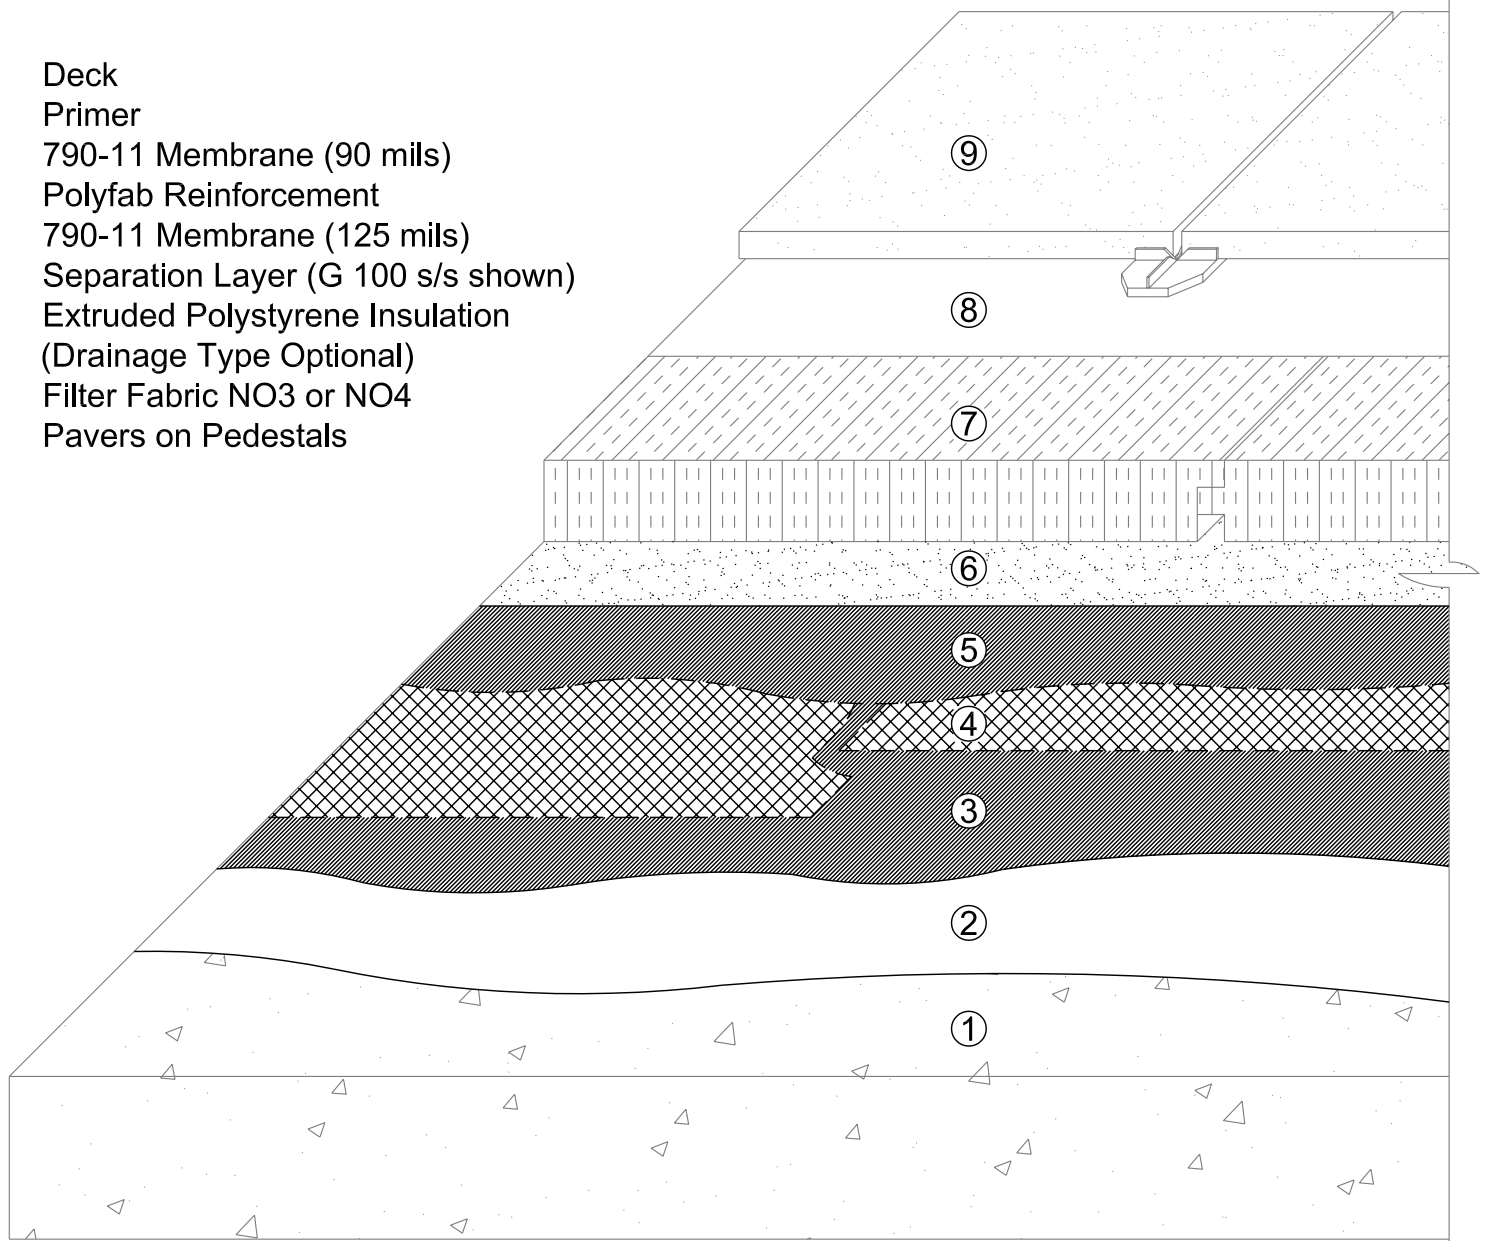 Deck
Primer
790-11 Membrane (90 mils)
Polyfab Reinforcement
790-11 Membrane (125 mils)
Separation Layer (G 100 s/s shown)
Extruded Polystyrene Insulation
(Drainage Type Optional)
Filter Fabric NO3 or NO4
Pavers on Pedestals
9
8
7
6
5
4
3
2
1